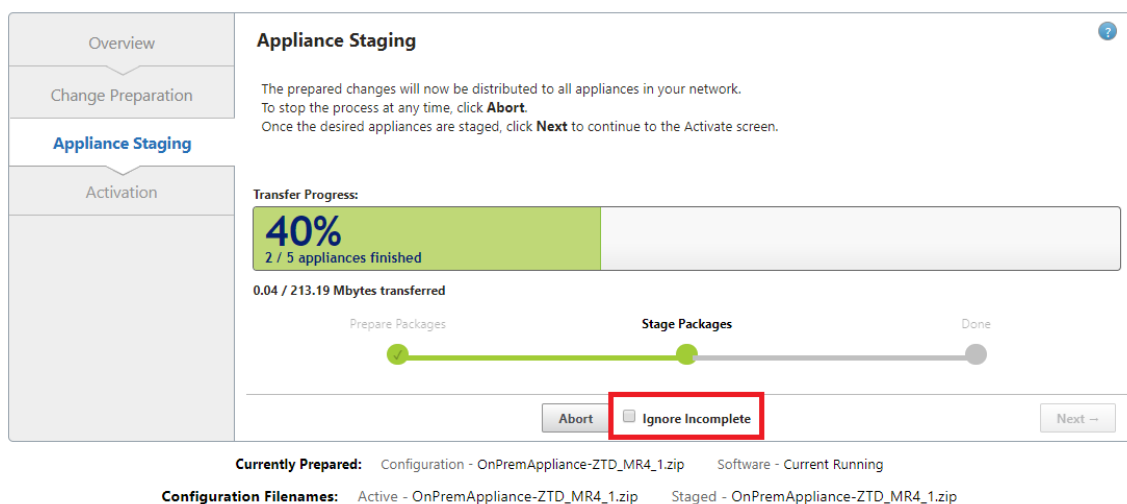 Overview
Change Preparation
Appliance Staging
Activation
Appliance Staging
?
The prepared changes will now be distributed to all appliances in your network.
To stop the process at any time, click Abort.
Once the desired appliances are staged, click Next to continue to the Activate screen.
Transfer Progress:
40%
2 / 5 appliances finished
0.04 / 213.19 Mbytes transferred
Prepare Packages Stage Packages Done
Abort Ignore Incomplete Next →
Currently Prepared: Configuration - OnPremAppliance-ZTD_MR4_1.zip Software - Current Running
Configuration Filenames: Active - OnPremAppliance-ZTD_MR4_1.zip Staged - OnPremAppliance-ZTD_MR4_1.zip